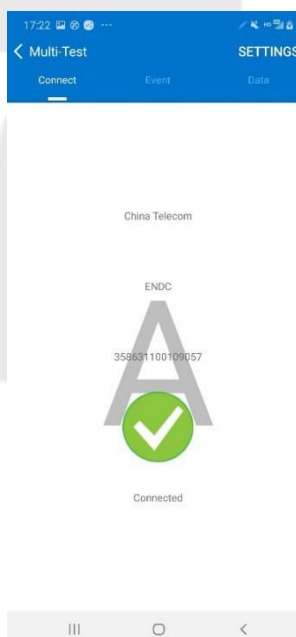 17:22
Multi-Test SETTINGS
Connect Event Data
China Telecom
ENDC
A
358631100109057
Connected